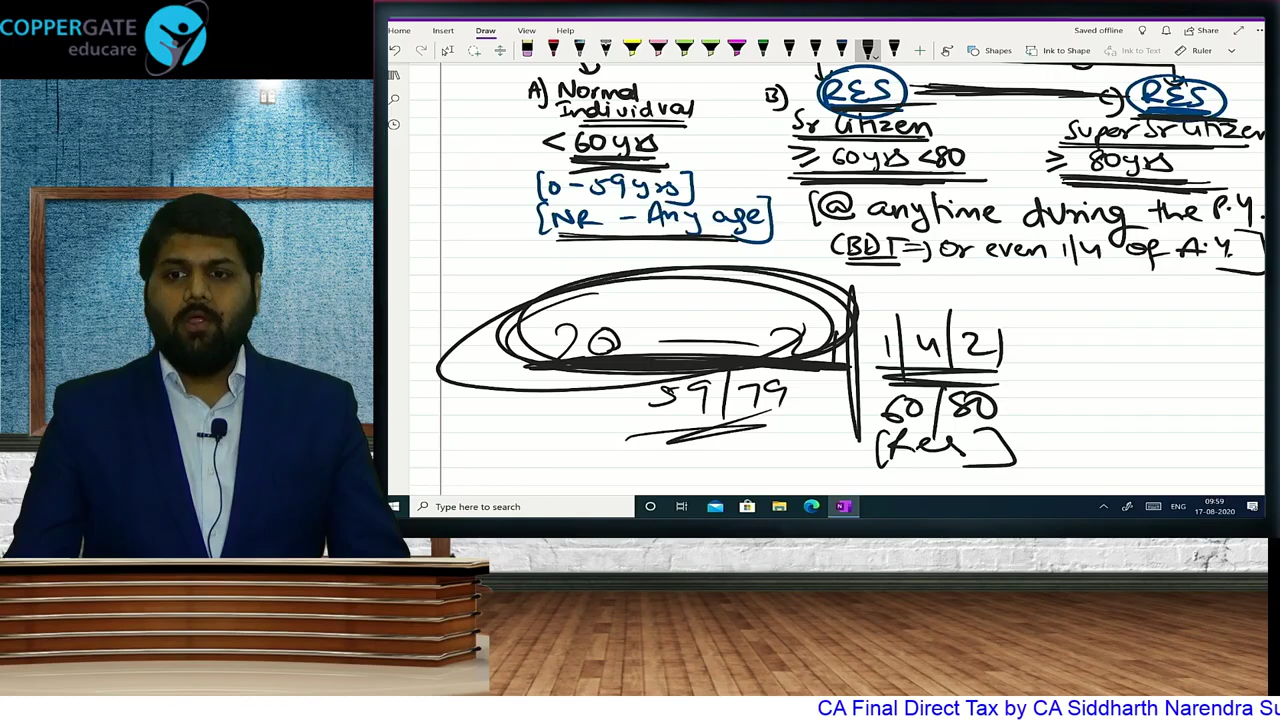 COPPERGATE
educare
Home Insert Draw View Help
Saved offline
Share
Shapes
Ink to Shape
Ink to Text
Ruler
A) Normal Individual
< 60 yrs
[0 - 59 yrs]
[NR - Any age]
B) RES
Sr Citizen
≥ 60 yrs < 80
c) RES
Super Sr Citizen
≥ 80 yrs
[@ anytime during the P.Y.
(BDT => or even 1/4 of A.Y.]
20 — 21
59/79
1/4/21
60/80
[Res]
Type here to search
ENG
09:59
17-08-2020
CA Final Direct Tax by CA Siddharth Narendra Su